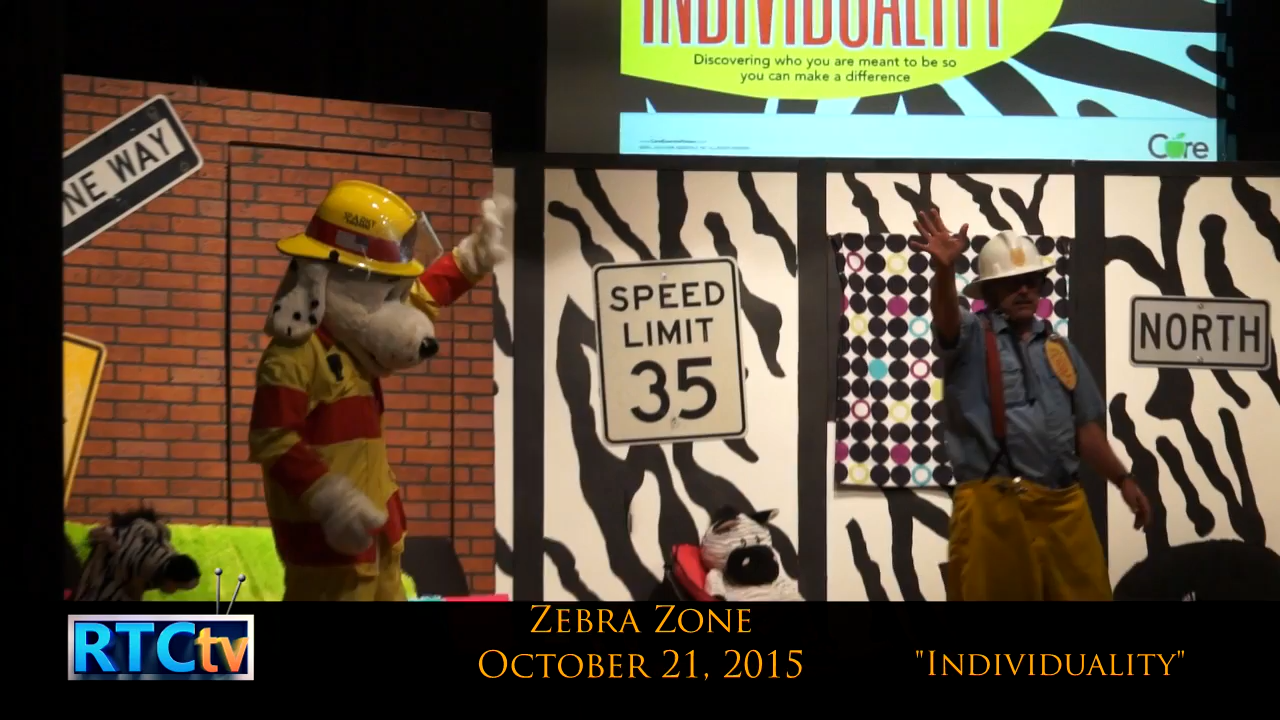 INDIVIDUALITY
Discovering who you are meant to be so
you can make a difference
Core
NE WAY
SPEED
LIMIT
35
NORTH
RTCtv
Zebra Zone
October 21, 2015
"Individuality"